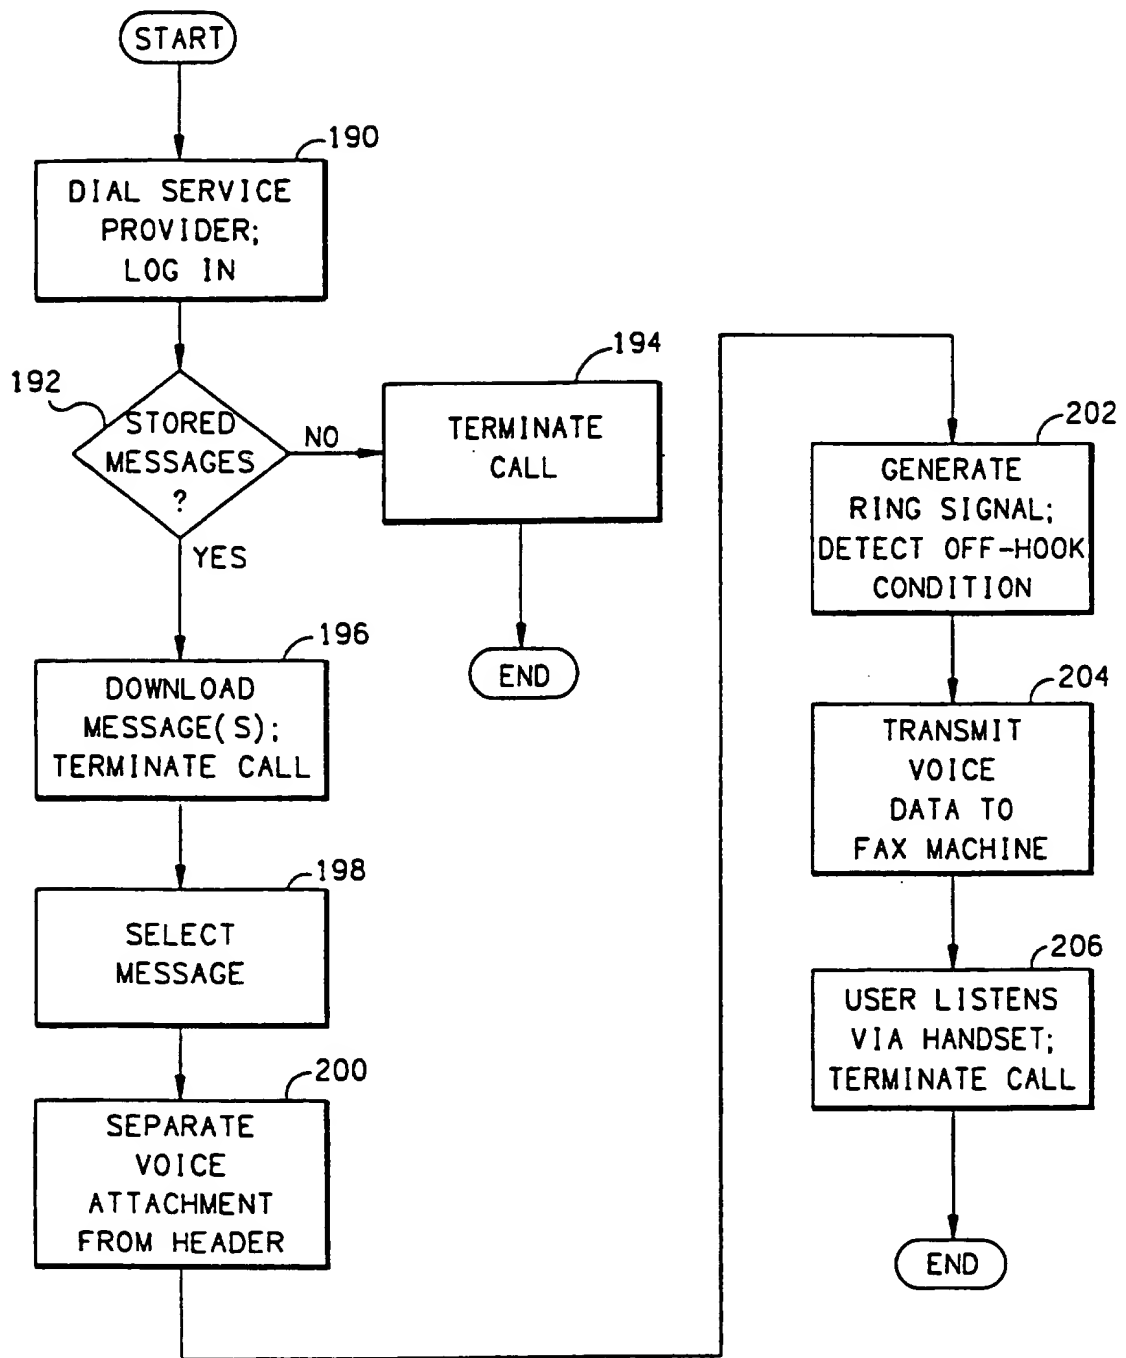 START
190
DIAL SERVICE
PROVIDER;
LOG IN
192
STORED
MESSAGES
?
NO
YES
194
TERMINATE
CALL
END
196
DOWNLOAD
MESSAGE(S);
TERMINATE CALL
198
SELECT
MESSAGE
200
SEPARATE
VOICE
ATTACHMENT
FROM HEADER
202
GENERATE
RING SIGNAL;
DETECT OFF-HOOK
CONDITION
204
TRANSMIT
VOICE
DATA TO
FAX MACHINE
206
USER LISTENS
VIA HANDSET;
TERMINATE CALL
END